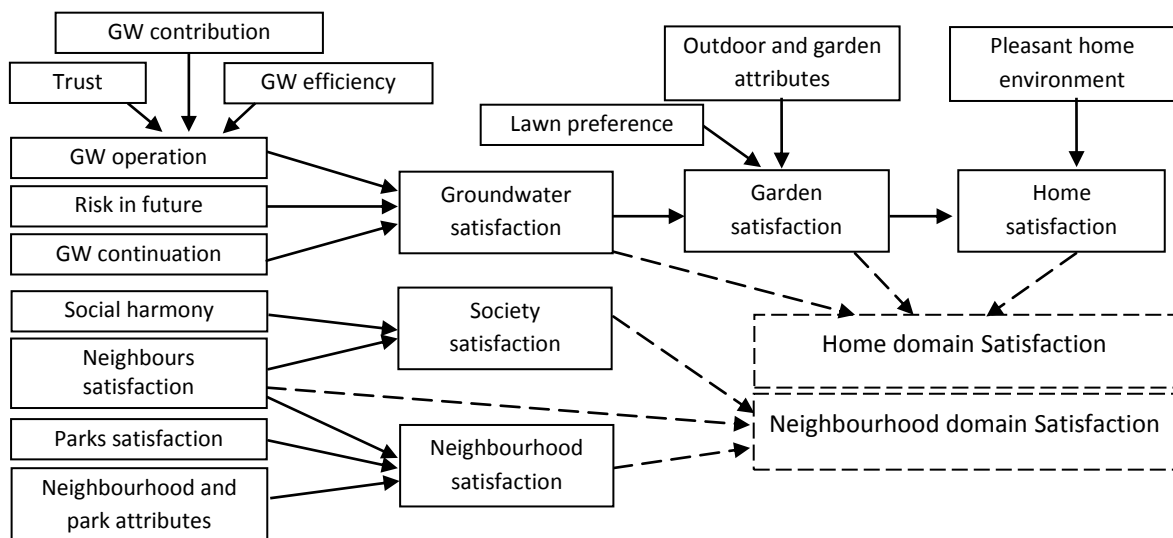 GW contribution
Outdoor and garden
attributes
Pleasant home
environment
Trust
GW efficiency
Lawn preference
GW operation
Groundwater
satisfaction
Garden
satisfaction
Home
satisfaction
Risk in future
GW continuation
Social harmony
Society
satisfaction
Home domain Satisfaction
Neighbours
satisfaction
Neighbourhood domain Satisfaction
Parks satisfaction
Neighbourhood
satisfaction
Neighbourhood and
park attributes